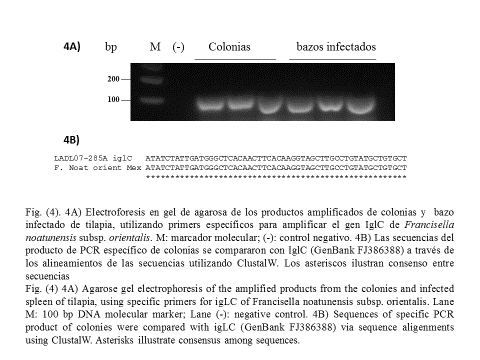 4A) bp M (-) Colonias bazos infectados
200
100
4B)
LADL07-285A iglC ATATCTATTGATGGGCTCACAACTTCACAAGGTAGCTTGCCTGTATGCTGTGCT
F. Noat orient Mex ATATCTATTGATGGGCTCACAACTTCACAAGGTAGCTTGCCTGTATGCTGTGCT
******************************************************
Fig. (4). 4A) Electroforesis en gel de agarosa de los productos amplificados de colonias y bazo
infectado de tilapia, utilizando primers específicos para amplificar el gen IglC de Francisella
noatunensis subsp. orientalis. M: marcador molecular; (-): control negativo. 4B) Las secuencias del
producto de PCR específico de colonias se compararon con IglC (GenBank FJ386388) a través de
los alineamientos de las secuencias utilizando ClustalW. Los asteriscos ilustran consenso entre
secuencias
Fig. (4) 4A) Agarose gel electrophoresis of the amplified products from the colonies and infected
spleen of tilapia, using specific primers for igLC of Francisella noatunensis subsp. orientalis. Lane
M: 100 bp DNA molecular marker; Lane (-): negative control. 4B) Sequences of specific PCR
product of colonies were compared with igLC (GenBank FJ386388) via sequence aligenments
using ClustalW. Asterisks illustrate consensus among sequences.